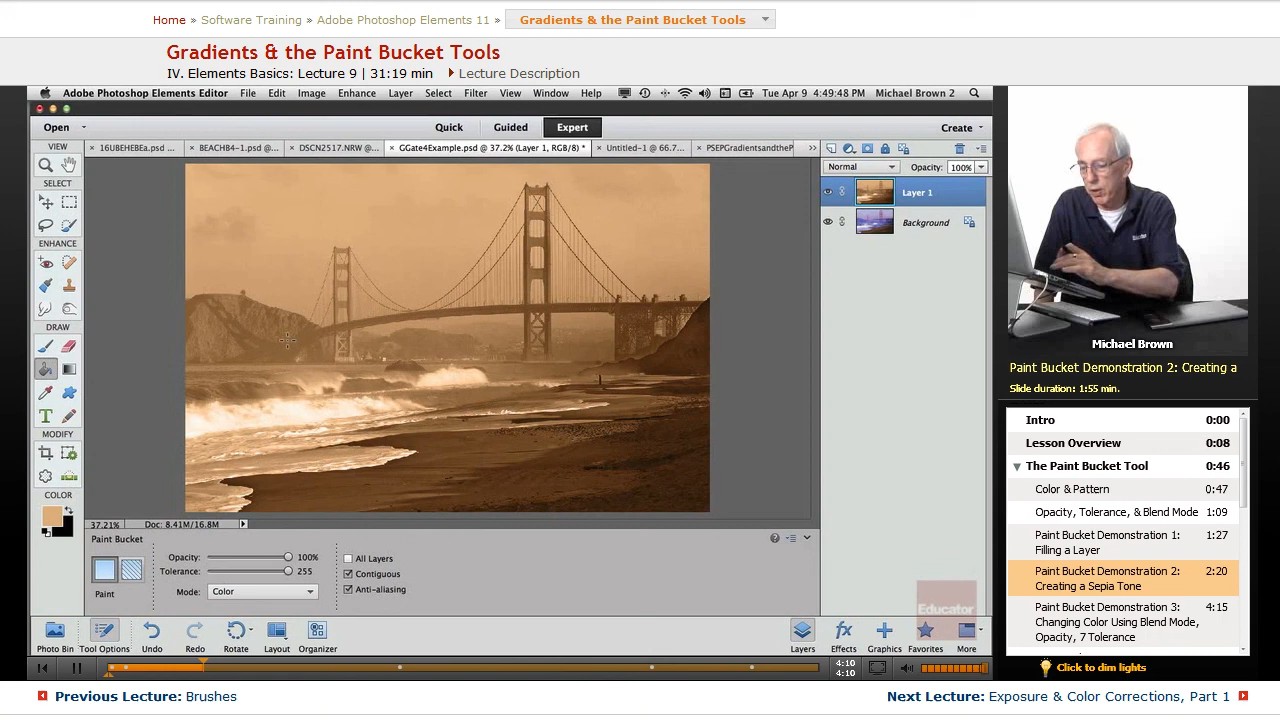 Home » Software Training » Adobe Photoshop Elements 11 » Gradients & the Paint Bucket Tools
Gradients & the Paint Bucket Tools
IV. Elements Basics: Lecture 9 | 31:19 min Lecture Description
Adobe Photoshop Elements Editor File Edit Image Enhance Layer Select Filter View Window Help Tue Apr 9 4:49:48 PM Michael Brown 2
Open Quick Guided Expert Create
VIEW
× 16UBEHEBEa.psd ... × BEACH84-1.psd @... × DSCN2517.NRW @... × GGate4Example.psd @ 37.2% (Layer 1, RGB/8) * × Untitled-1 @ 66.7... × PSEPGradientsandtheP
Normal Opacity: 100%
SELECT
Layer 1
Background
ENHANCE
DRAW
MODIFY
COLOR
37.21% Doc: 8.41M/16.8M
Paint Bucket
Opacity: 100%
Tolerance: 255
Mode: Color
Paint
All Layers
Contiguous
Anti-aliasing
Educator
Photo Bin Tool Options Undo Redo Rotate Layout Organizer Layers Effects Graphics Favorites More
4:10
4:10
Michael Brown
Paint Bucket Demonstration 2: Creating a
Slide duration: 1:55 min.
Intro 0:00
Lesson Overview 0:08
The Paint Bucket Tool 0:46
Color & Pattern 0:47
Opacity, Tolerance, & Blend Mode 1:09
Paint Bucket Demonstration 1: 1:27
Filling a Layer
Paint Bucket Demonstration 2: 2:20
Creating a Sepia Tone
Paint Bucket Demonstration 3: 4:15
Changing Color Using Blend Mode,
Opacity, 7 Tolerance
Click to dim lights
Previous Lecture: Brushes
Next Lecture: Exposure & Color Corrections, Part 1